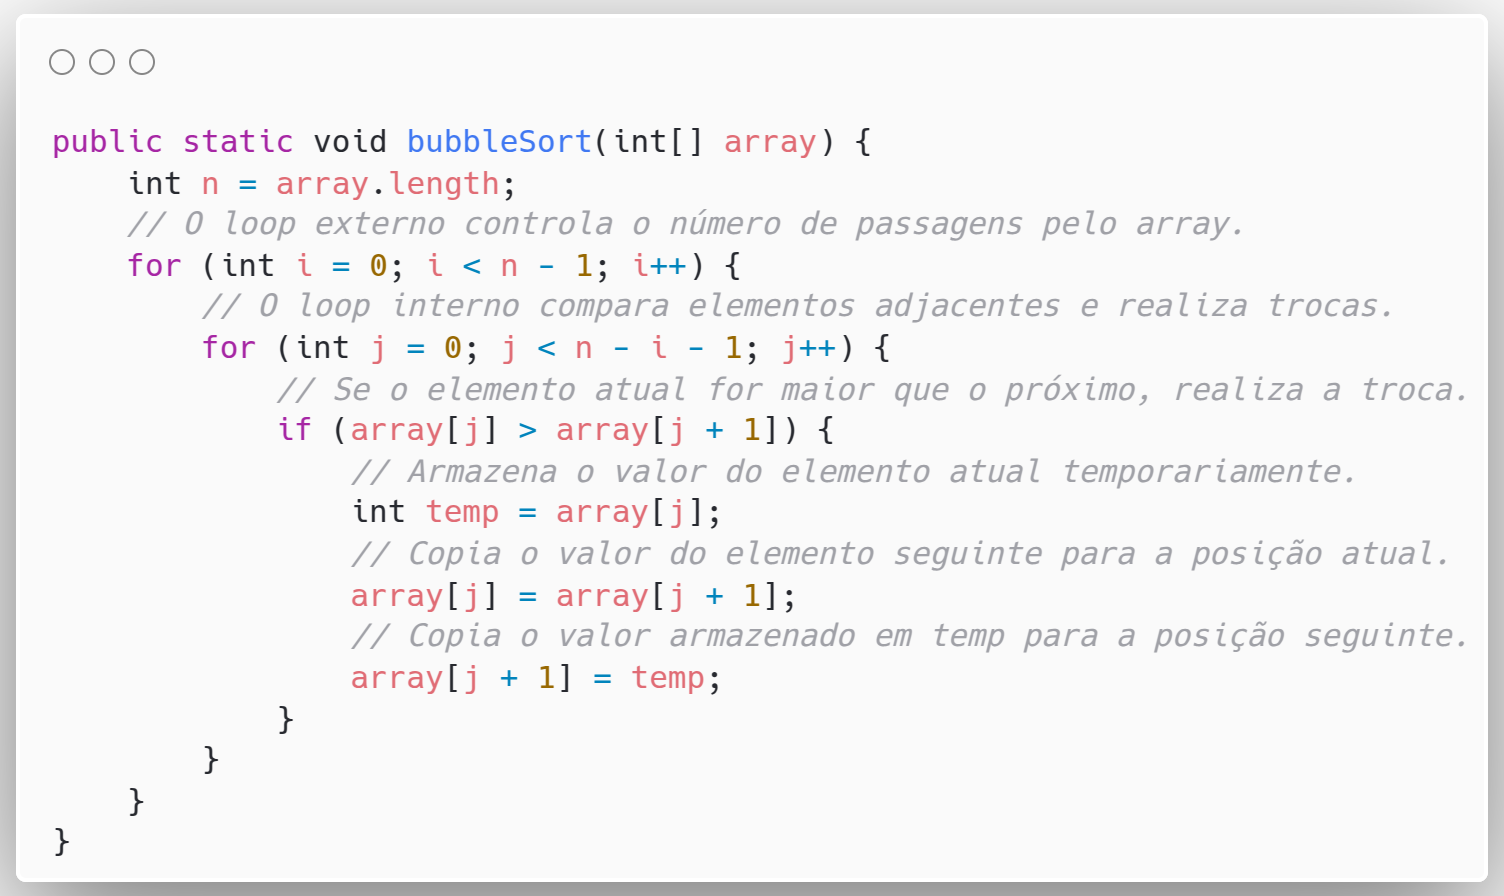 public static void bubbleSort(int[] array) {
    int n = array.length;
    // O loop externo controla o número de passagens pelo array.
    for (int i = 0; i < n - 1; i++) {
        // O loop interno compara elementos adjacentes e realiza trocas.
        for (int j = 0; j < n - i - 1; j++) {
            // Se o elemento atual for maior que o próximo, realiza a troca.
            if (array[j] > array[j + 1]) {
                // Armazena o valor do elemento atual temporariamente.
                int temp = array[j];
                // Copia o valor do elemento seguinte para a posição atual.
                array[j] = array[j + 1];
                // Copia o valor armazenado em temp para a posição seguinte.
                array[j + 1] = temp;
            }
        }
    }
}